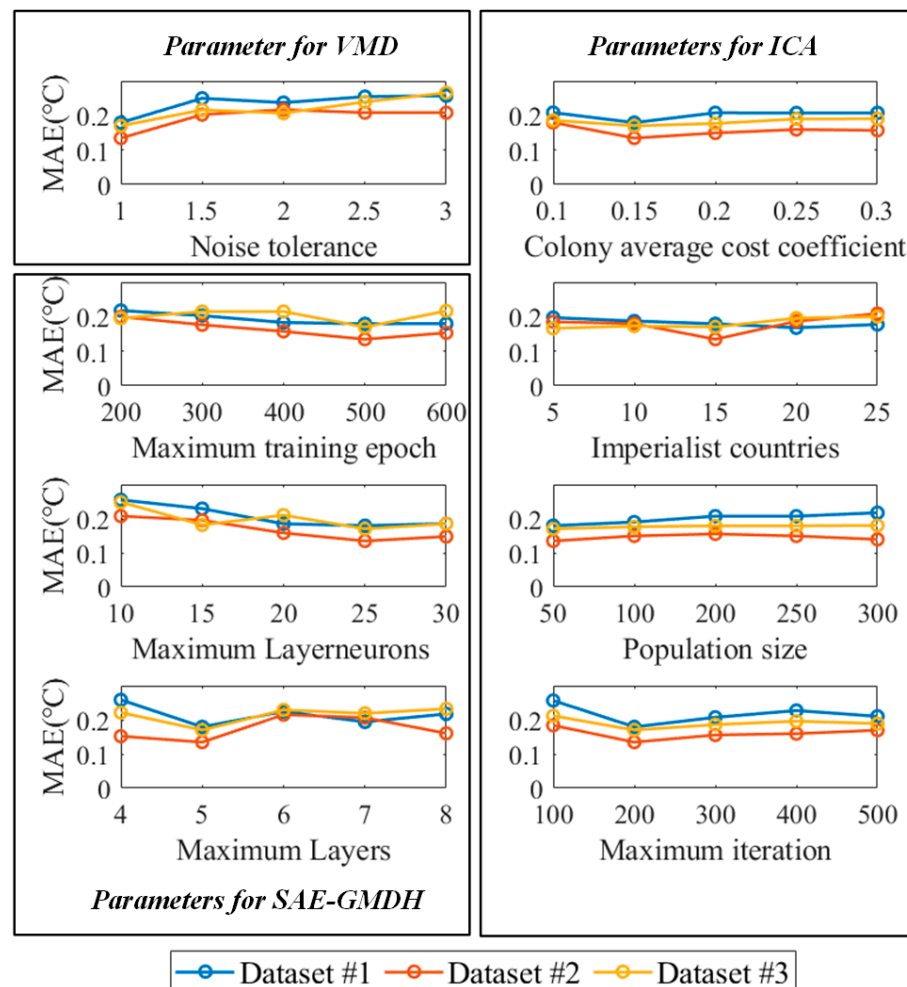 Parameter for VMD
MAE(°C)
0.2
0.1
0
1 1.5 2 2.5 3
Noise tolerance
MAE(°C)
0.2
0.1
0
200 300 400 500 600
Maximum training epoch
MAE(°C)
0.2
0.1
0
10 15 20 25 30
Maximum Layerneurons
MAE(°C)
0.2
0.1
0
4 5 6 7 8
Maximum Layers
Parameters for SAE-GMDH
Parameters for ICA
0.2
0.1
0
0.1 0.15 0.2 0.25 0.3
Colony average cost coefficient
0.2
0.1
0
5 10 15 20 25
Imperialist countries
0.2
0.1
0
50 100 200 250 300
Population size
0.2
0.1
0
100 200 300 400 500
Maximum iteration
Dataset #1 Dataset #2 Dataset #3